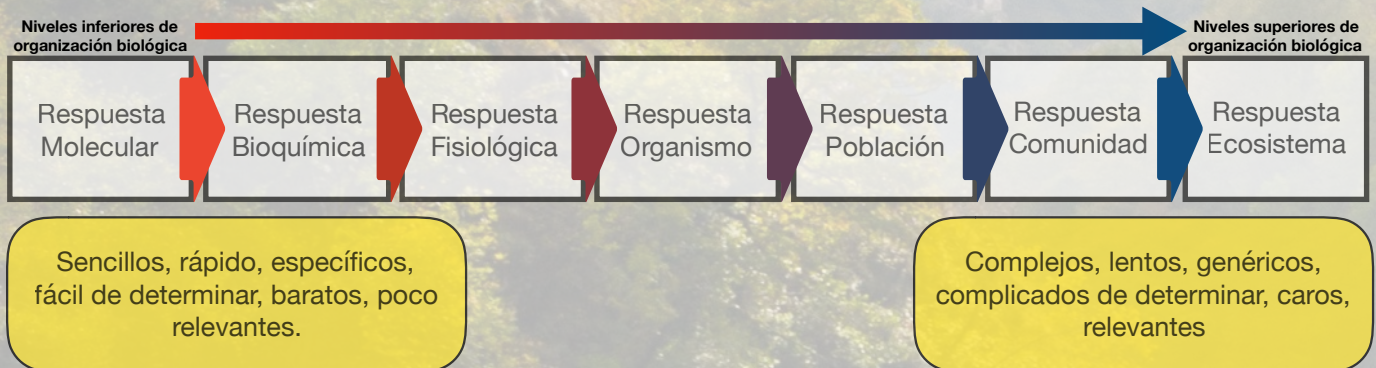 Niveles inferiores de
organización biológica
Niveles superiores de
organización biológica
Respuesta
Molecular
Respuesta
Bioquímica
Respuesta
Fisiológica
Respuesta
Organismo
Respuesta
Población
Respuesta
Comunidad
Respuesta
Ecosistema
Sencillos, rápido, específicos,
fácil de determinar, baratos, poco
relevantes.
Complejos, lentos, genéricos,
complicados de determinar, caros,
relevantes